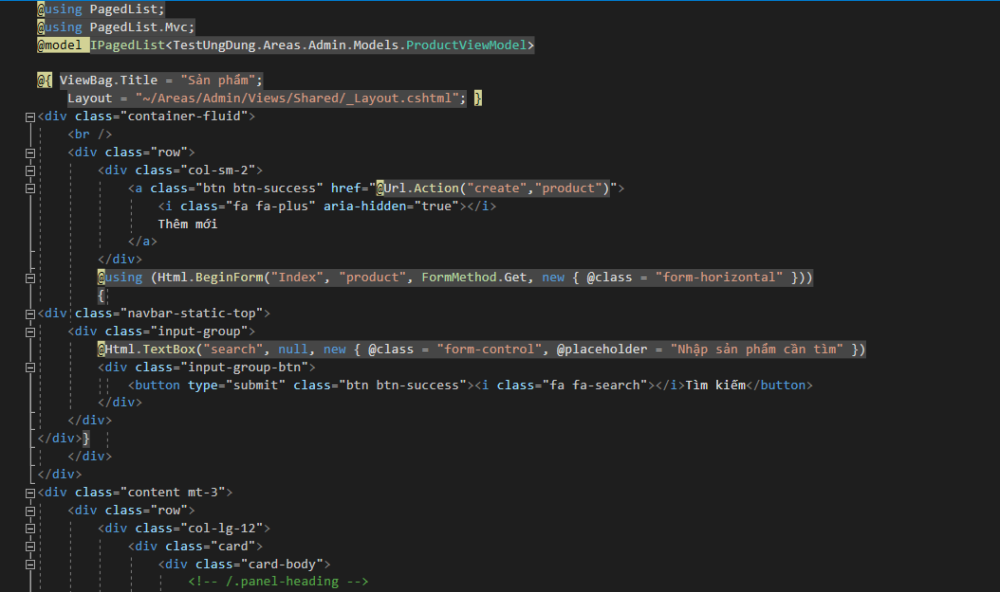 @using PagedList;
@using PagedList.Mvc;
@model IPagedList<TestUngDung.Areas.Admin.Models.ProductViewModel>

@{ ViewBag.Title = "Sản phẩm";
    Layout = "~/Areas/Admin/Views/Shared/_Layout.cshtml"; }
<div class="container-fluid">
    <br />
    <div class="row">
        <div class="col-sm-2">
            <a class="btn btn-success" href="@Url.Action("create","product")">
                <i class="fa fa-plus" aria-hidden="true"></i>
                Thêm mới
            </a>
        </div>
        @using (Html.BeginForm("Index", "product", FormMethod.Get, new { @class = "form-horizontal" }))
        {
<div class="navbar-static-top">
    <div class="input-group">
        @Html.TextBox("search", null, new { @class = "form-control", @placeholder = "Nhập sản phẩm cần tìm" })
        <div class="input-group-btn">
            <button type="submit" class="btn btn-success"><i class="fa fa-search"></i>Tìm kiếm</button>
        </div>
    </div>
</div>}
    </div>
</div>
<div class="content mt-3">
    <div class="row">
        <div class="col-lg-12">
            <div class="card">
                <div class="card-body">
                    <!-- /.panel-heading -->